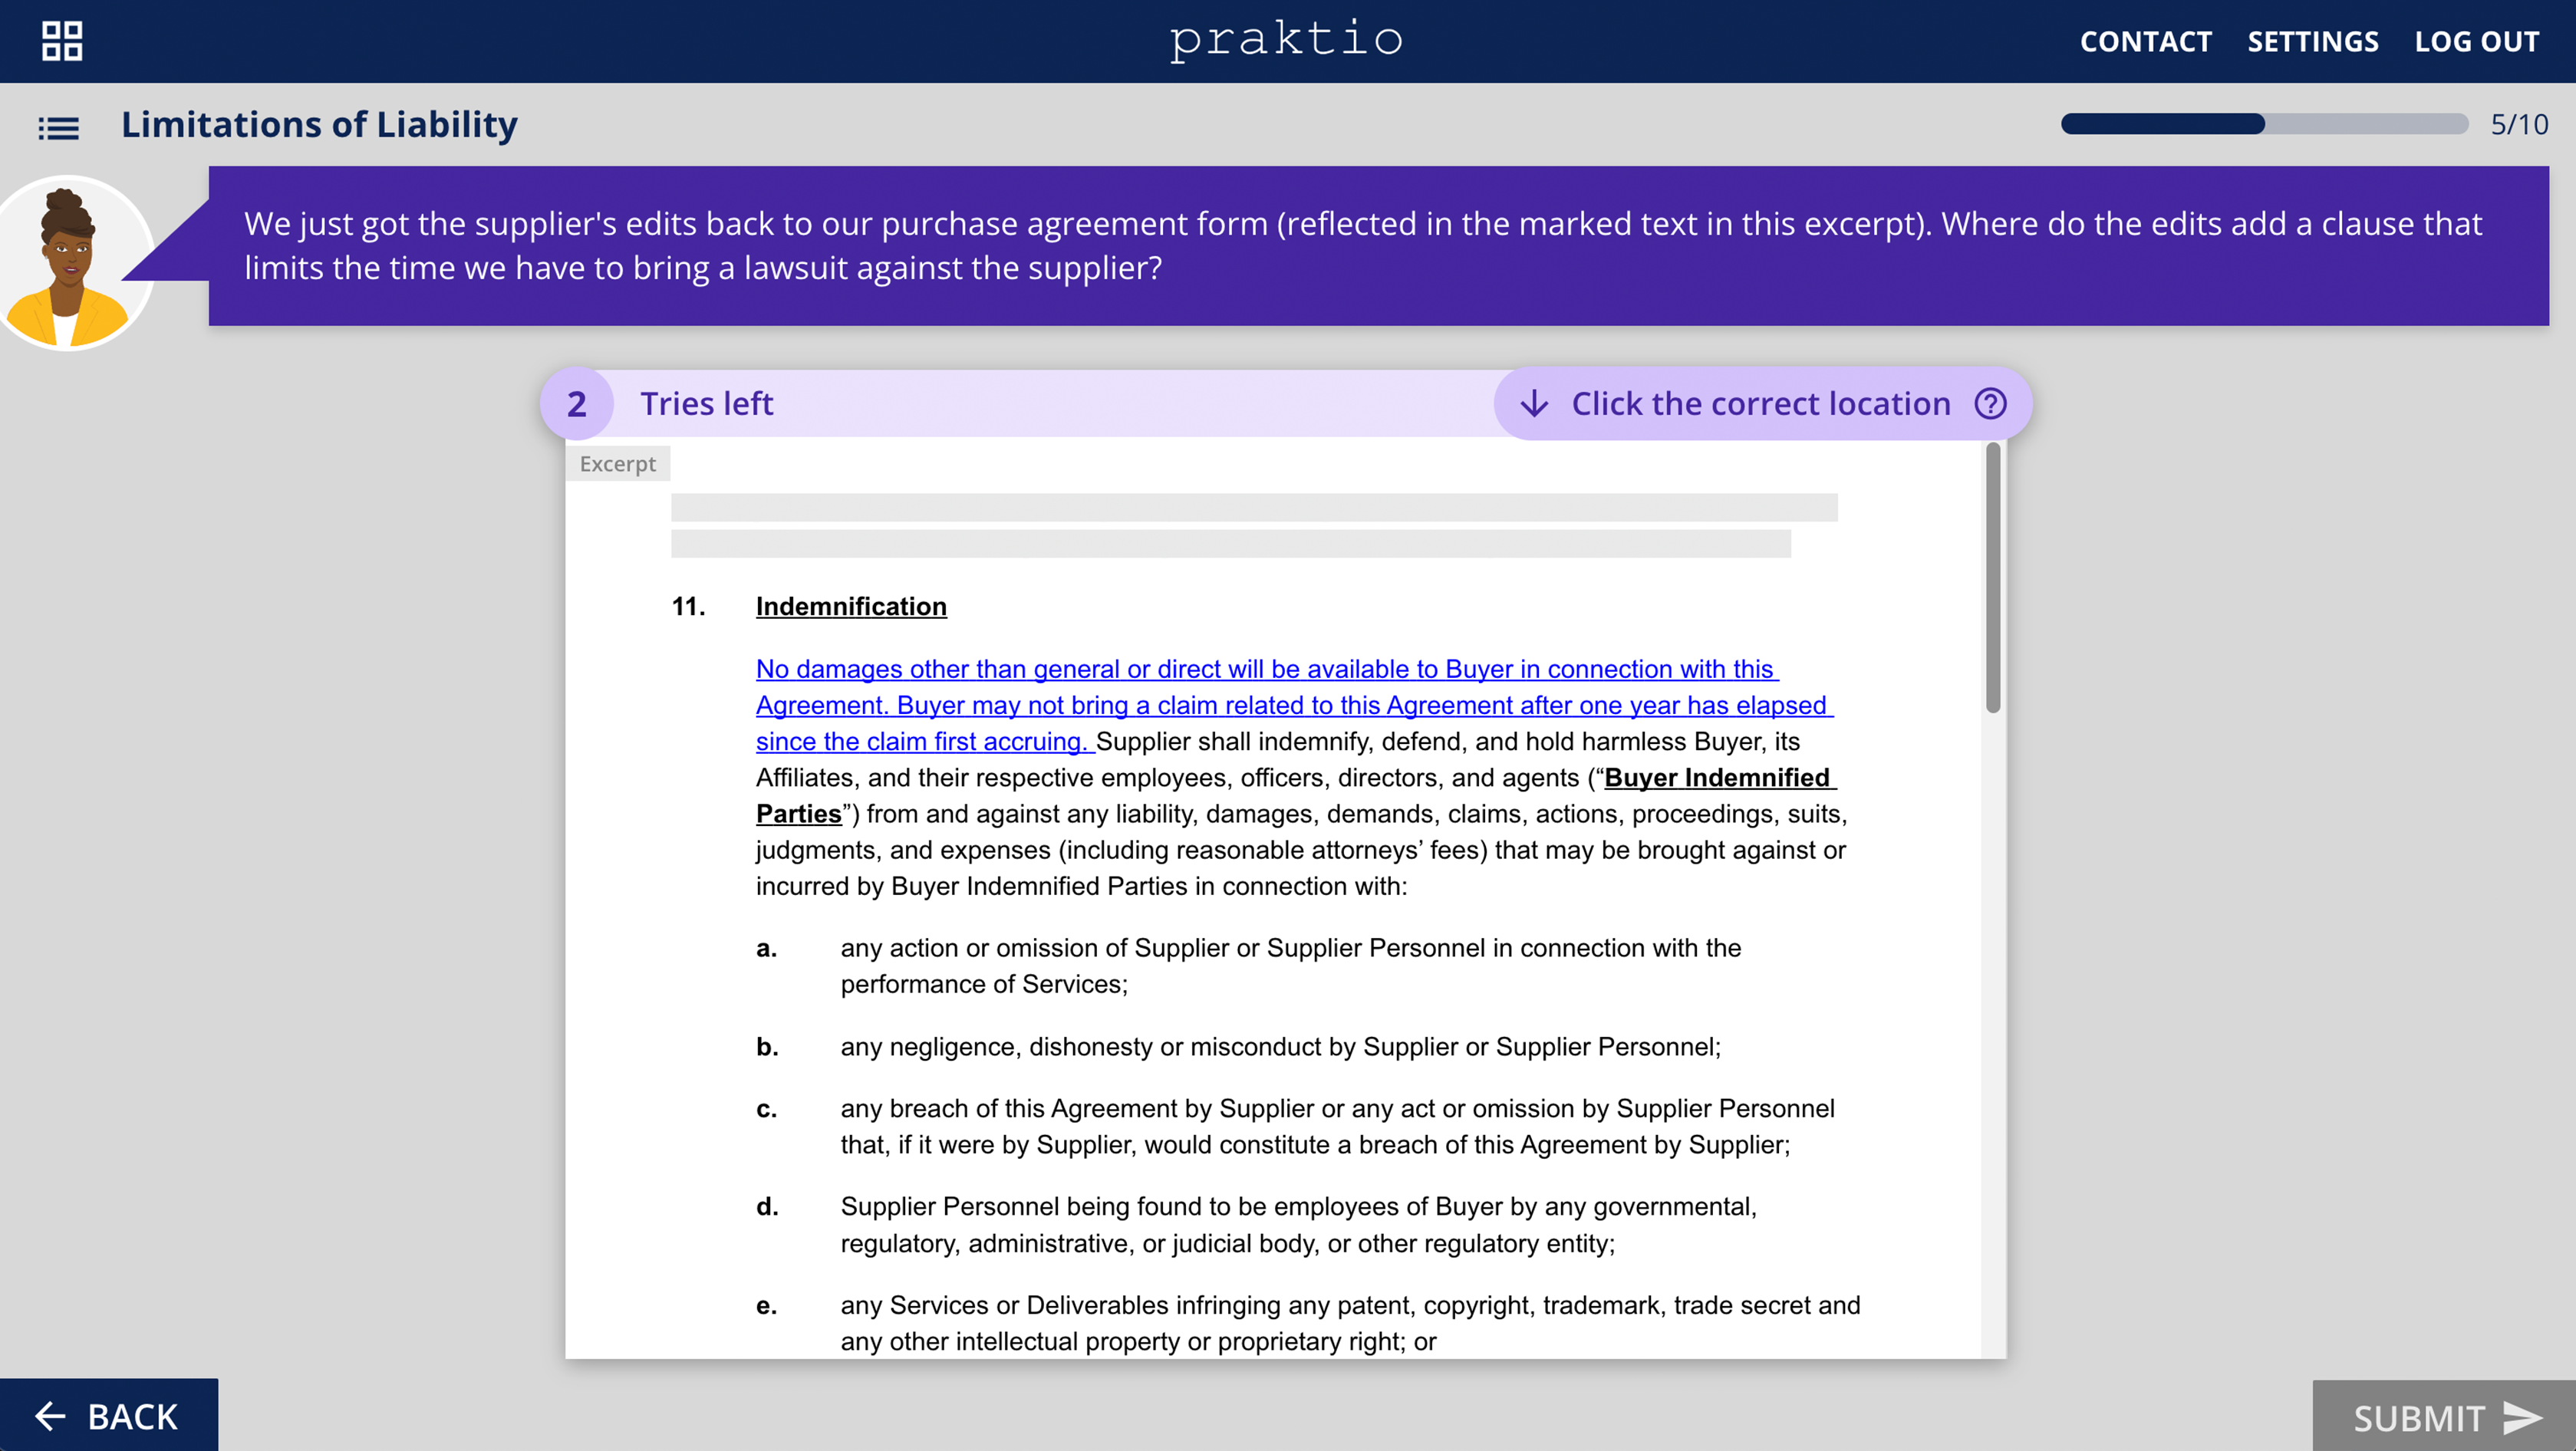 praktio
CONTACT SETTINGS LOG OUT
Limitations of Liability
5/10
We just got the supplier's edits back to our purchase agreement form (reflected in the marked text in this excerpt). Where do the edits add a clause that
limits the time we have to bring a lawsuit against the supplier?
2 Tries left
Click the correct location ?
Excerpt
11. Indemnification
No damages other than general or direct will be available to Buyer in connection with this
Agreement. Buyer may not bring a claim related to this Agreement after one year has elapsed
since the claim first accruing. Supplier shall indemnify, defend, and hold harmless Buyer, its
Affiliates, and their respective employees, officers, directors, and agents (“Buyer Indemnified
Parties”) from and against any liability, damages, demands, claims, actions, proceedings, suits,
judgments, and expenses (including reasonable attorneys’ fees) that may be brought against or
incurred by Buyer Indemnified Parties in connection with:
a. any action or omission of Supplier or Supplier Personnel in connection with the
performance of Services;
b. any negligence, dishonesty or misconduct by Supplier or Supplier Personnel;
c. any breach of this Agreement by Supplier or any act or omission by Supplier Personnel
that, if it were by Supplier, would constitute a breach of this Agreement by Supplier;
d. Supplier Personnel being found to be employees of Buyer by any governmental,
regulatory, administrative, or judicial body, or other regulatory entity;
e. any Services or Deliverables infringing any patent, copyright, trademark, trade secret and
any other intellectual property or proprietary right; or
BACK
SUBMIT